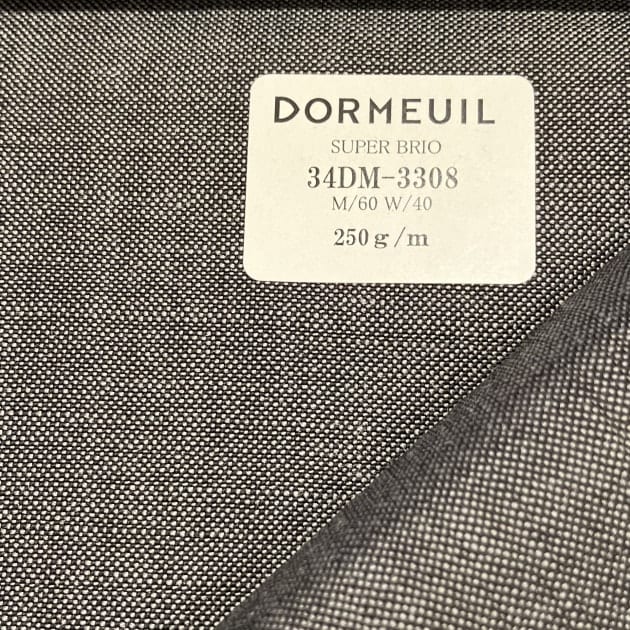 DORMEUIL
SUPER BRIO
34DM-3308
M/60 W/40
250g/m